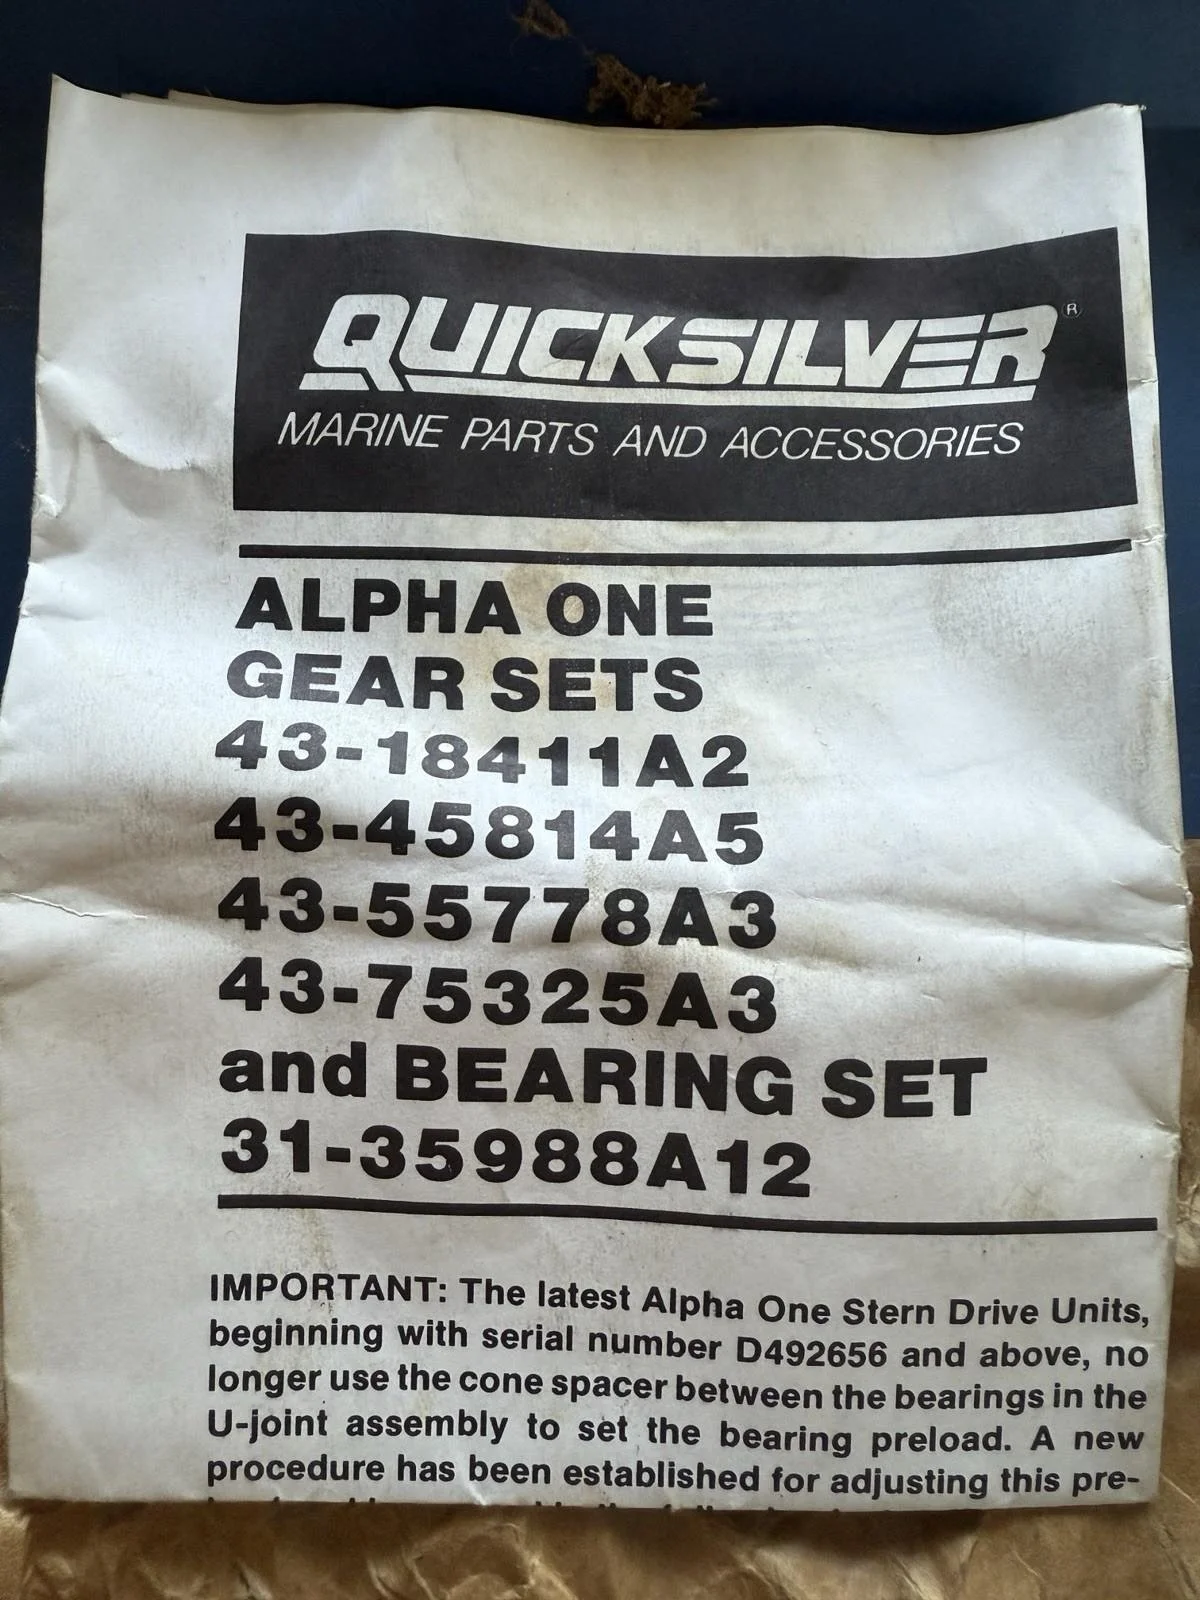 QUICKSILVER®
MARINE PARTS AND ACCESSORIES
ALPHA ONE
GEAR SETS
43-18411A2
43-45814A5
43-55778A3
43-75325A3
and BEARING SET
31-35988A12
IMPORTANT: The latest Alpha One Stern Drive Units,
beginning with serial number D492656 and above, no
longer use the cone spacer between the bearings in the
U-joint assembly to set the bearing preload. A new
procedure has been established for adjusting this pre-